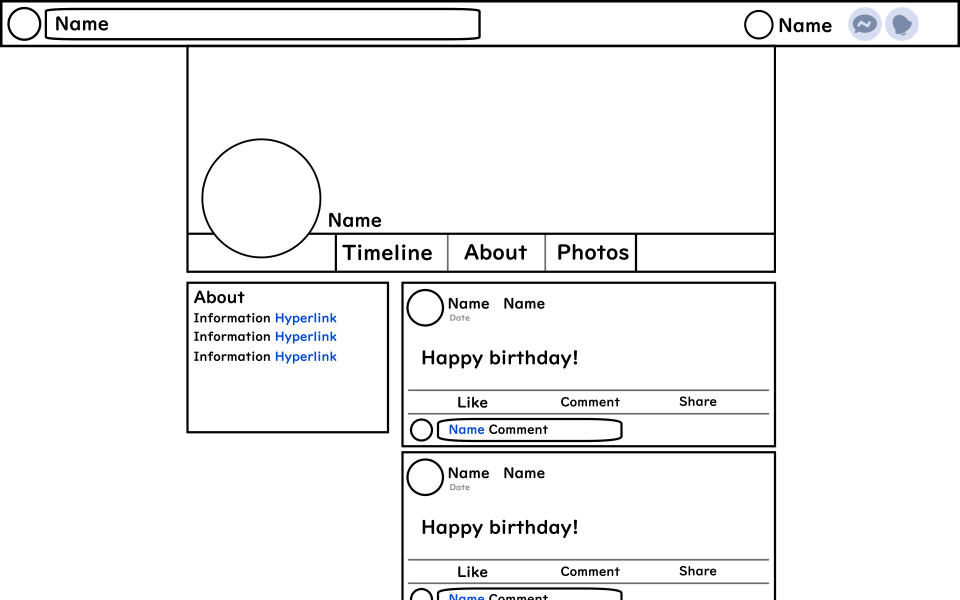 Name
Name
Name
Timeline About Photos
About
Information Hyperlink
Information Hyperlink
Information Hyperlink
Name Name
Date
Happy birthday!
Like Comment Share
Name Comment
Name Name
Date
Happy birthday!
Like Comment Share
Name Comment